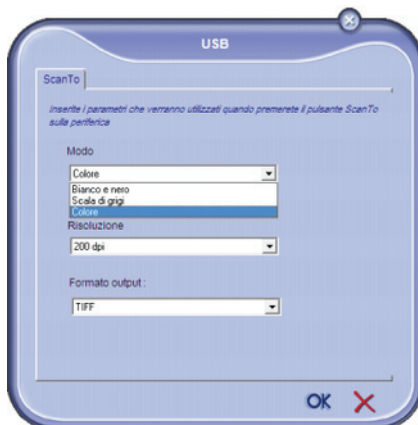 USB
ScanTo
Inserite i parametri che verranno utilizzati quando premerete il pulsante ScanTo
sulla periferica
Modo
Colore
Bianco e nero
Scala di grigi
Colore
Risoluzione
200 dpi
Formato output :
TIFF
OK